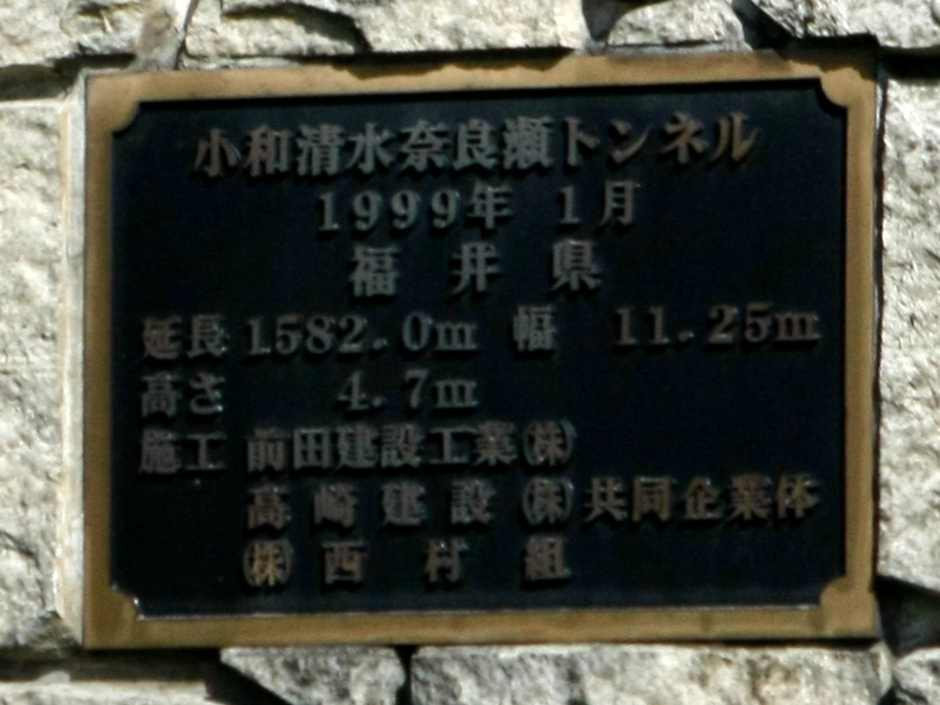 小和清水奈良瀬トンネル
1999年 1月
福 井 県
延長 1582.0m 幅 11.25m
高さ 4.7m
施工 前田建設工業㈱
高 崎 建 設 ㈱ 共同企業体
㈱ 西 村 組